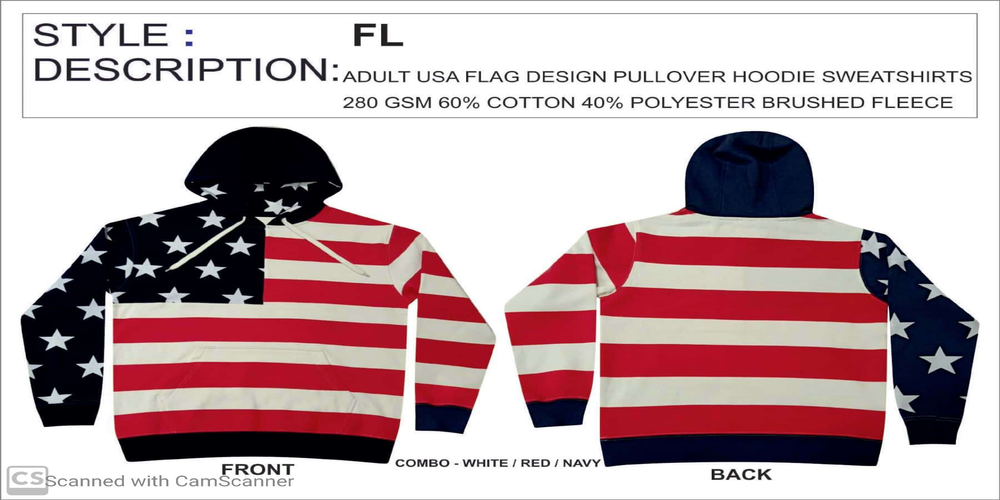 STYLE : FL
DESCRIPTION: ADULT USA FLAG DESIGN PULLOVER HOODIE SWEATSHIRTS
280 GSM 60% COTTON 40% POLYESTER BRUSHED FLEECE
FRONT
COMBO - WHITE / RED / NAVY
BACK
CS Scanned with CamScanner